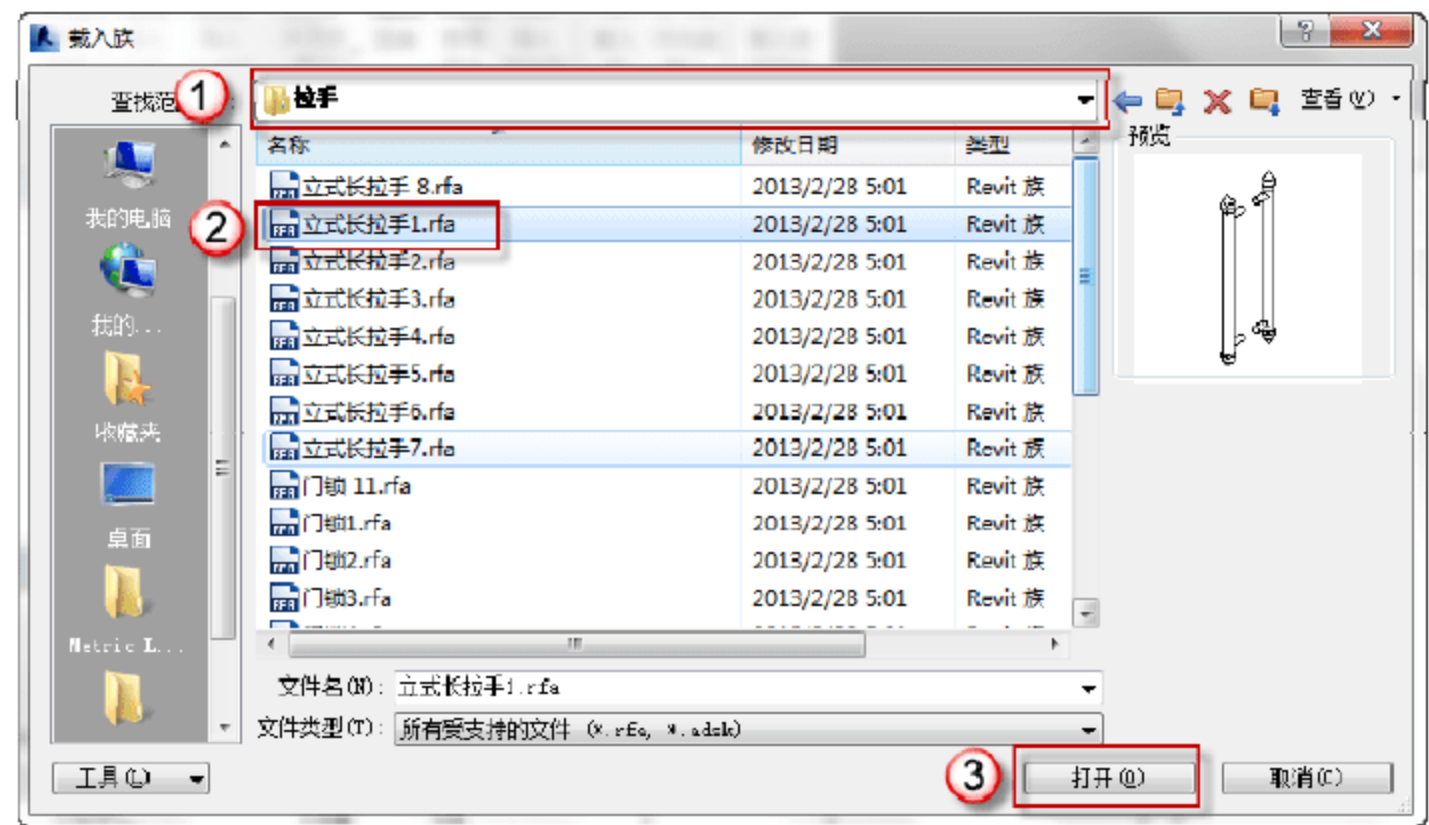 载入族
查找范 1 : 拉手 查看(V)
名称 修改日期 类型 预览
立式长拉手 8.rfa 2013/2/28 5:01 Revit 族
2 立式长拉手1.rfa 2013/2/28 5:01 Revit 族
立式长拉手2.rfa 2013/2/28 5:01 Revit 族
立式长拉手3.rfa 2013/2/28 5:01 Revit 族
立式长拉手4.rfa 2013/2/28 5:01 Revit 族
立式长拉手5.rfa 2013/2/28 5:01 Revit 族
立式长拉手6.rfa 2013/2/28 5:01 Revit 族
立式长拉手7.rfa 2013/2/28 5:01 Revit 族
门锁 11.rfa 2013/2/28 5:01 Revit 族
门锁1.rfa 2013/2/28 5:01 Revit 族
门锁2.rfa 2013/2/28 5:01 Revit 族
门锁3.rfa 2013/2/28 5:01 Revit 族
我的电脑
我的...
收藏夹
桌面
Metric L...
文件名(N): 立式长拉手1.rfa
文件类型(T): 所有受支持的文件 (*.rfa, *.adsk)
工具(L) 3 打开(O) 取消(C)